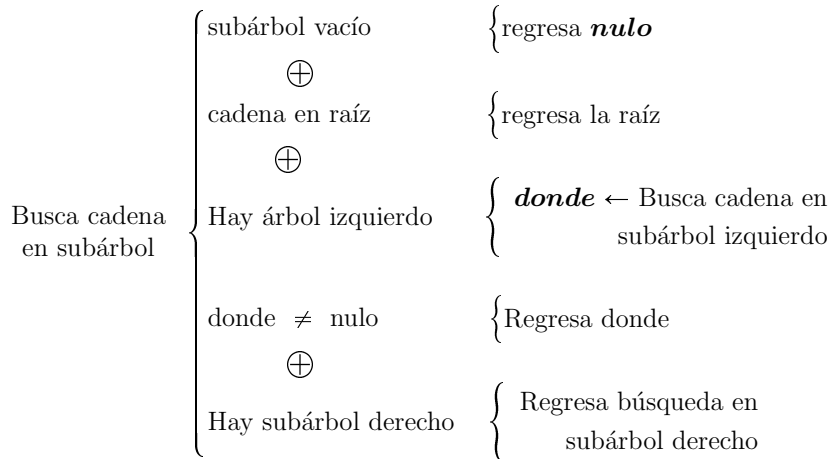 subárbol vacío { regresa nulo
⊕
cadena en raíz { regresa la raíz
⊕
Busca cadena
en subárbol
Hay árbol izquierdo { donde ← Busca cadena en
subárbol izquierdo
donde ≠ nulo { Regresa donde
⊕
Hay subárbol derecho { Regresa búsqueda en
subárbol derecho